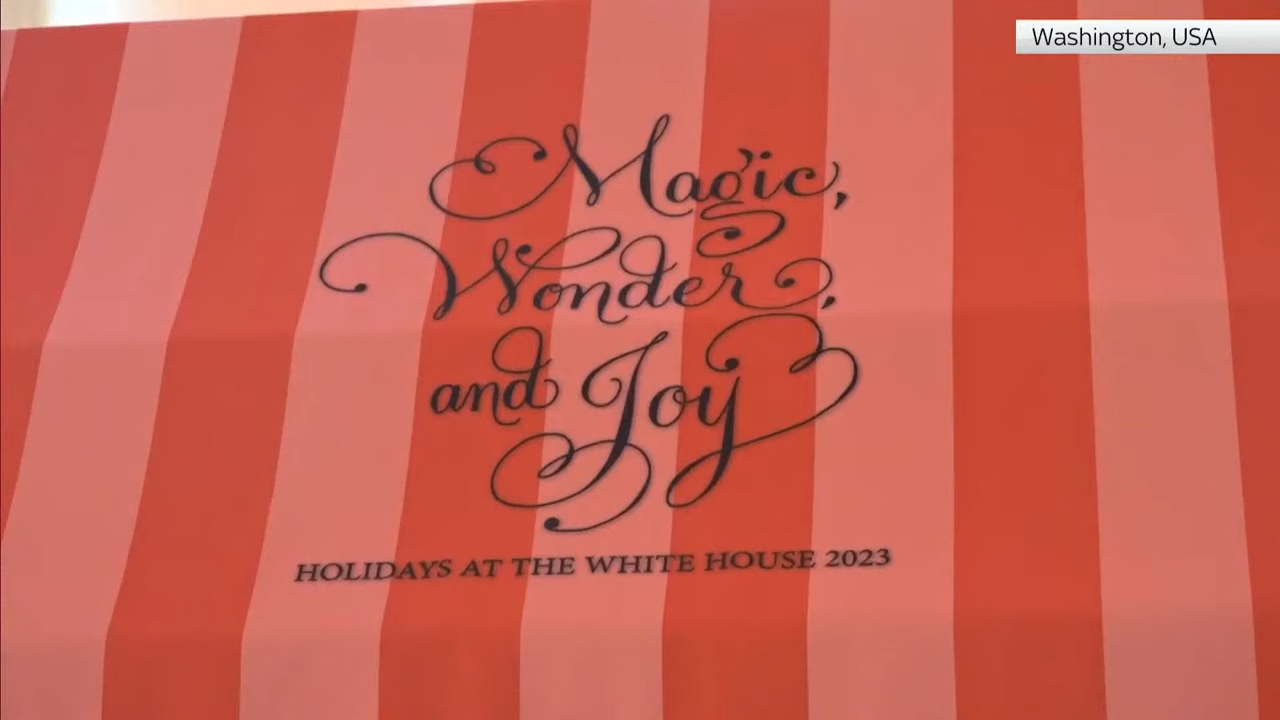 Washington, USA
Magic,
Wonder,
and Joy
HOLIDAYS AT THE WHITE HOUSE 2023